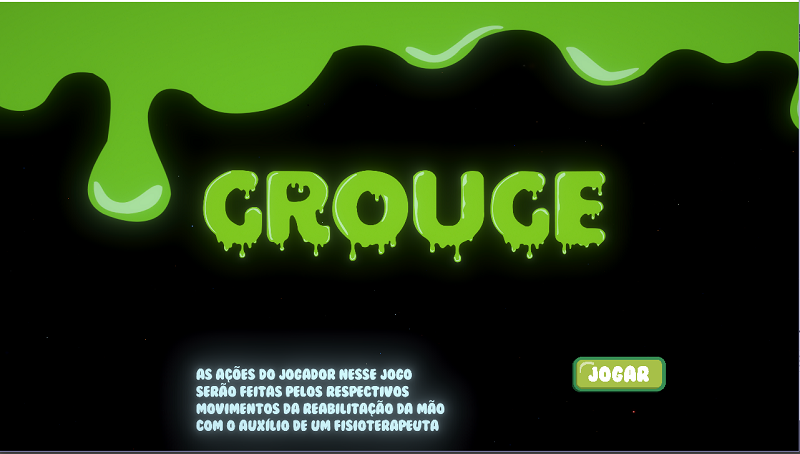 GROUGE
AS AÇÕES DO JOGADOR NESSE JOGO
SERÃO FEITAS PELOS RESPECTIVOS
MOVIMENTOS DA REABILITAÇÃO DA MÃO
COM O AUXÍLIO DE UM FISIOTERAPEUTA
JOGAR